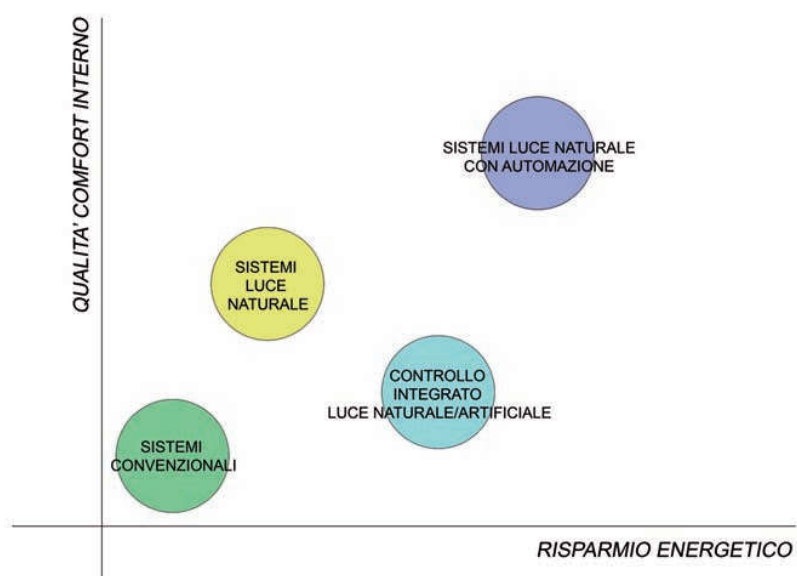 QUALITA' COMFORT INTERNO
SISTEMI LUCE NATURALE
CON AUTOMAZIONE
SISTEMI
LUCE
NATURALE
CONTROLLO
INTEGRATO
LUCE NATURALE/ARTIFICIALE
SISTEMI
CONVENZIONALI
RISPARMIO ENERGETICO